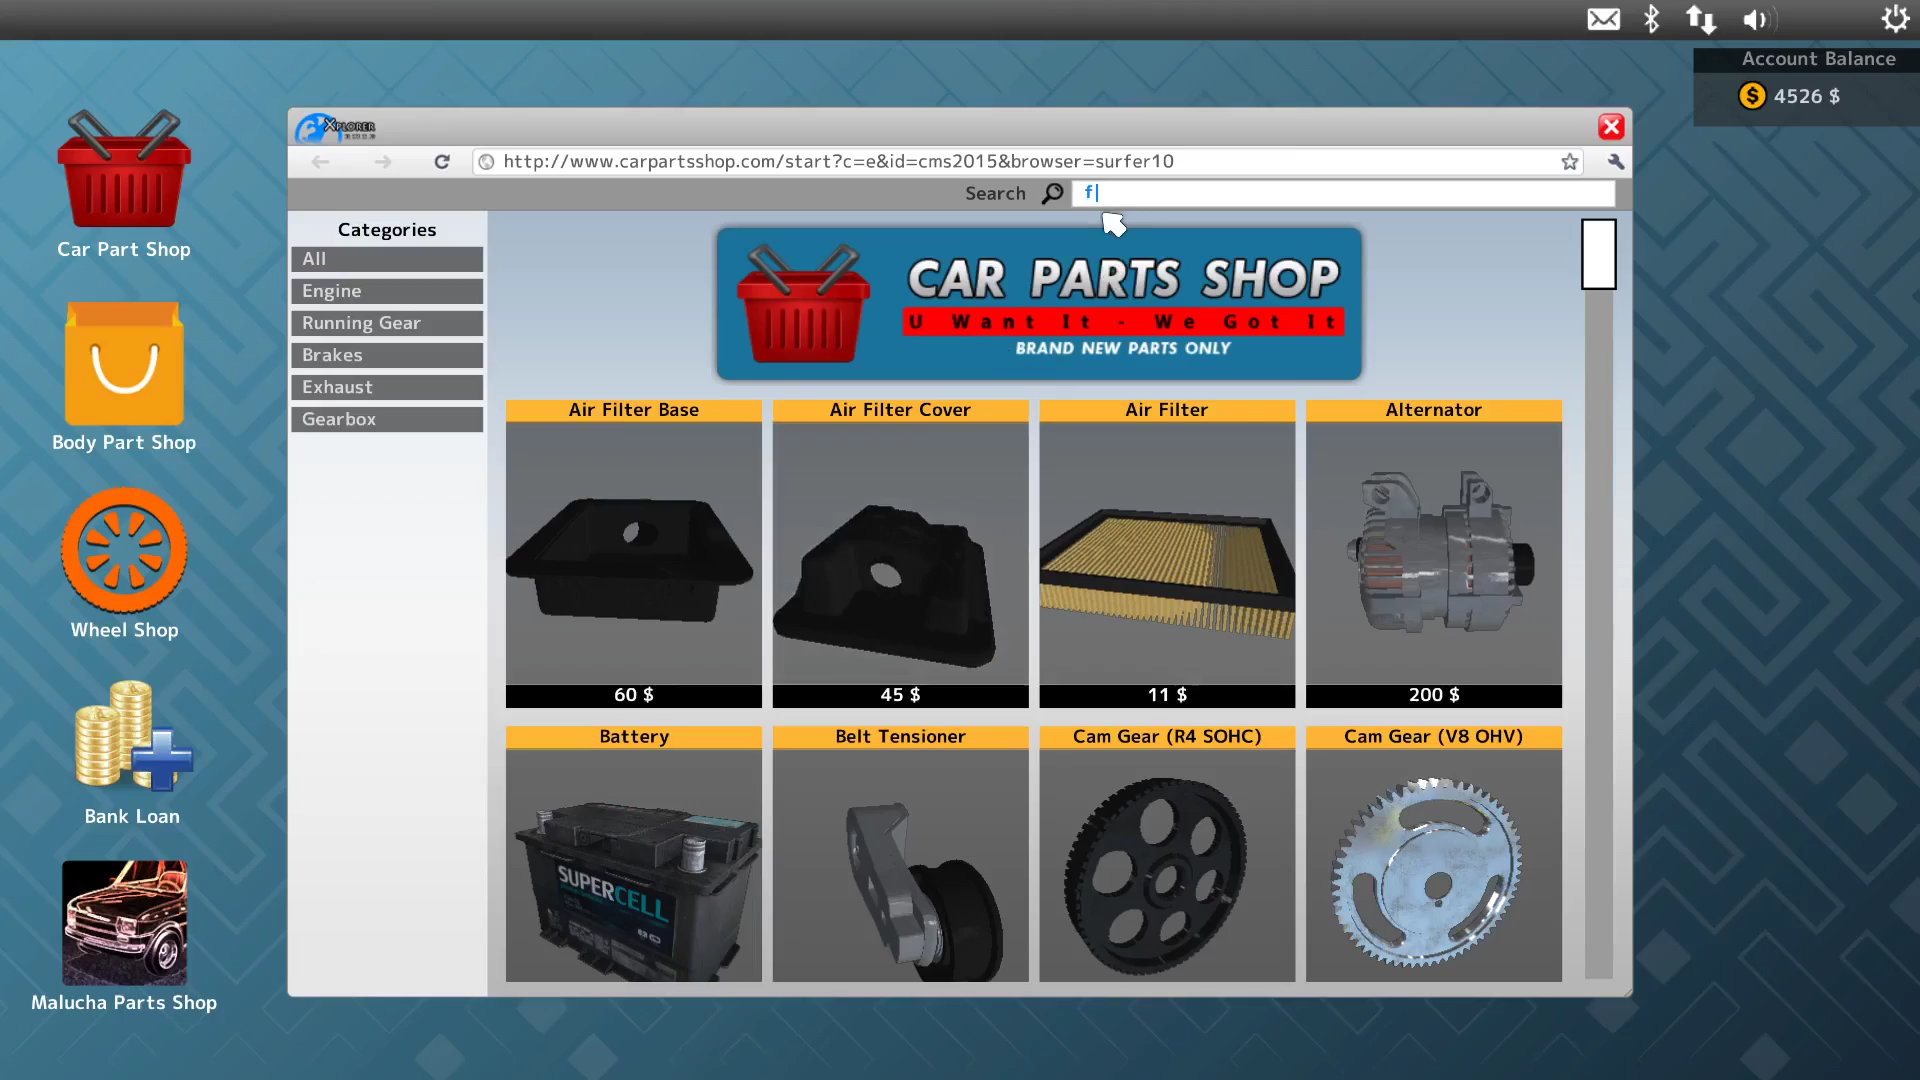 Account Balance
$ 4526 $
XPLORER
http://www.carpartsshop.com/start?c=e&id=cms2015&browser=surfer10
Search
f
Car Part Shop
Body Part Shop
Wheel Shop
Bank Loan
Malucha Parts Shop
Categories
All
Engine
Running Gear
Brakes
Exhaust
Gearbox
CAR PARTS SHOP
U Want It - We Got It
BRAND NEW PARTS ONLY
Air Filter Base
60 $
Air Filter Cover
45 $
Air Filter
11 $
Alternator
200 $
Battery
SUPERCELL
Belt Tensioner
Cam Gear (R4 SOHC)
Cam Gear (V8 OHV)